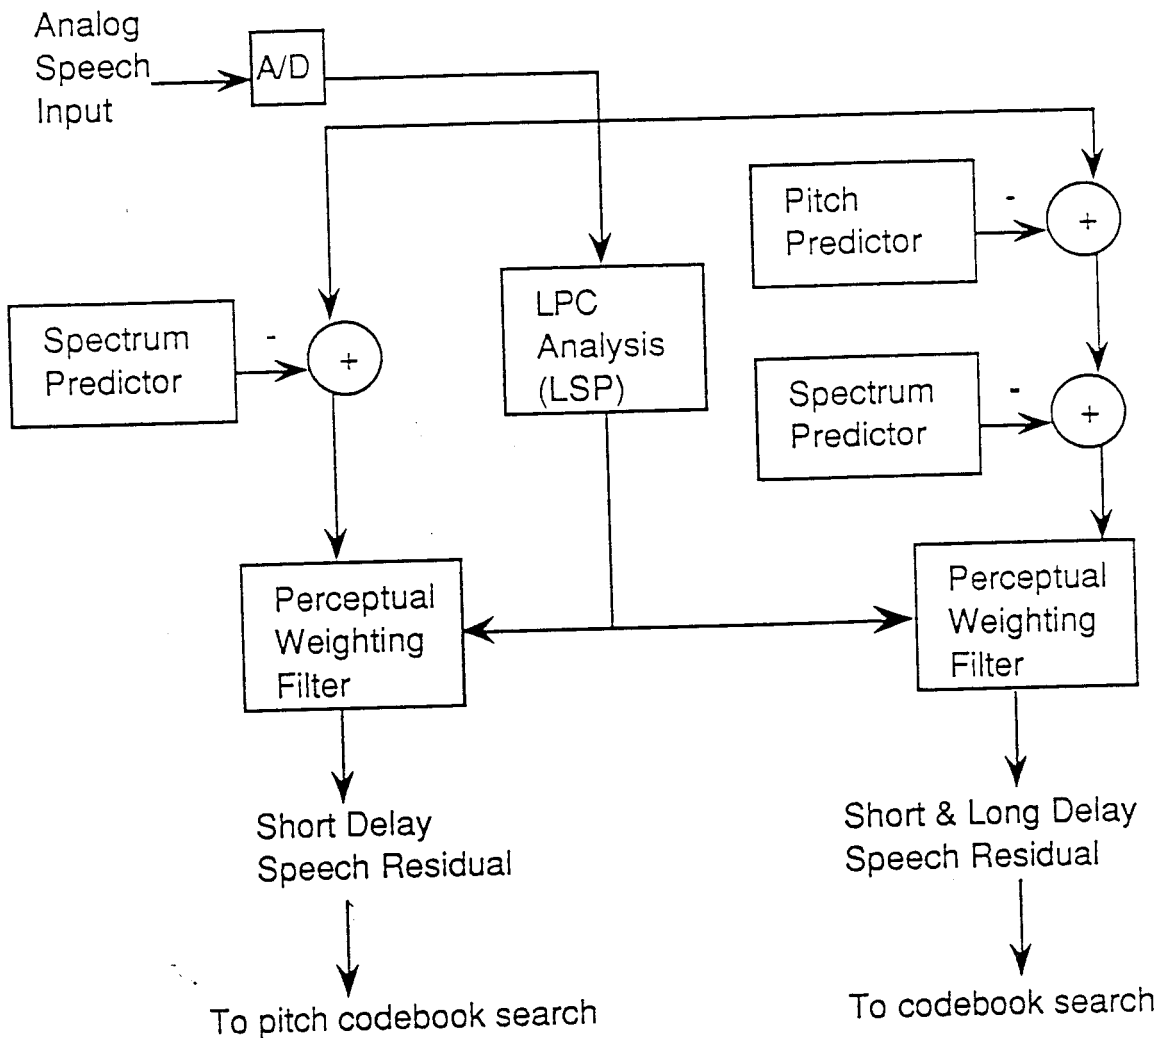 Analog
Speech
Input
A/D
Pitch
Predictor
-
+
LPC
Analysis
(LSP)
Spectrum
Predictor
-
+
Spectrum
Predictor
-
+
Perceptual
Weighting
Filter
Perceptual
Weighting
Filter
Short Delay
Speech Residual
Short & Long Delay
Speech Residual
To pitch codebook search
To codebook search